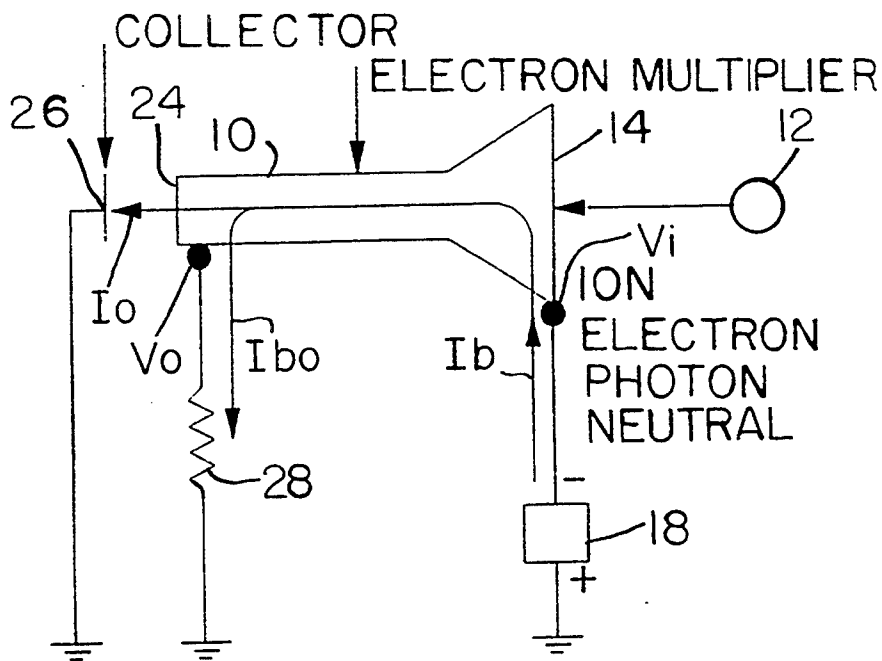 COLLECTOR
ELECTRON MULTIPLIER
26
24
10
14
12
Io
Vo
Ibo
Ib
Vi
ION
ELECTRON
PHOTON
NEUTRAL
28
−
18
+